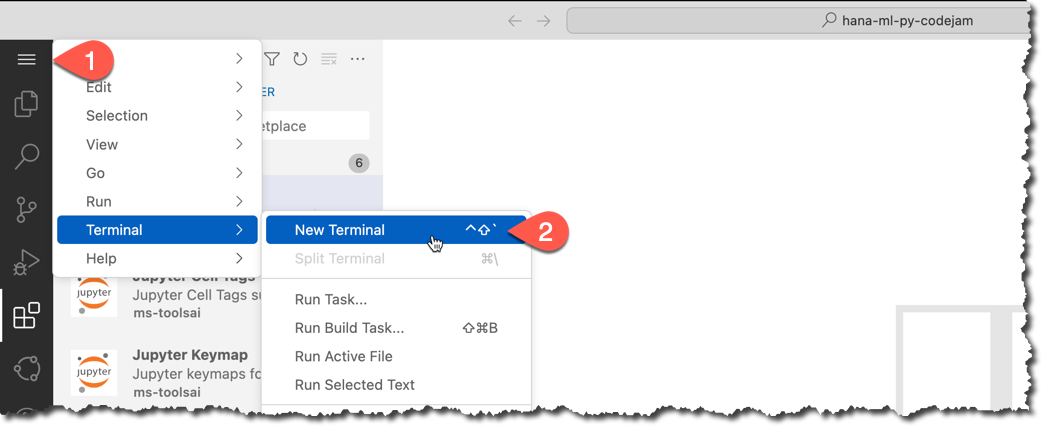 hana-ml-py-codejam
1
Edit
Selection
View
Go
Run
Terminal
Help
ER
etplace
6
New Terminal ^⇧`
2
Split Terminal ⌘\
Run Task...
Run Build Task... ⇧⌘B
Run Active File
Run Selected Text
jupyter
Jupyter Cell Tags
Jupyter Cell Tags su
ms-toolsai
jupyter
Jupyter Keymap
Jupyter keymaps fo
ms-toolsai